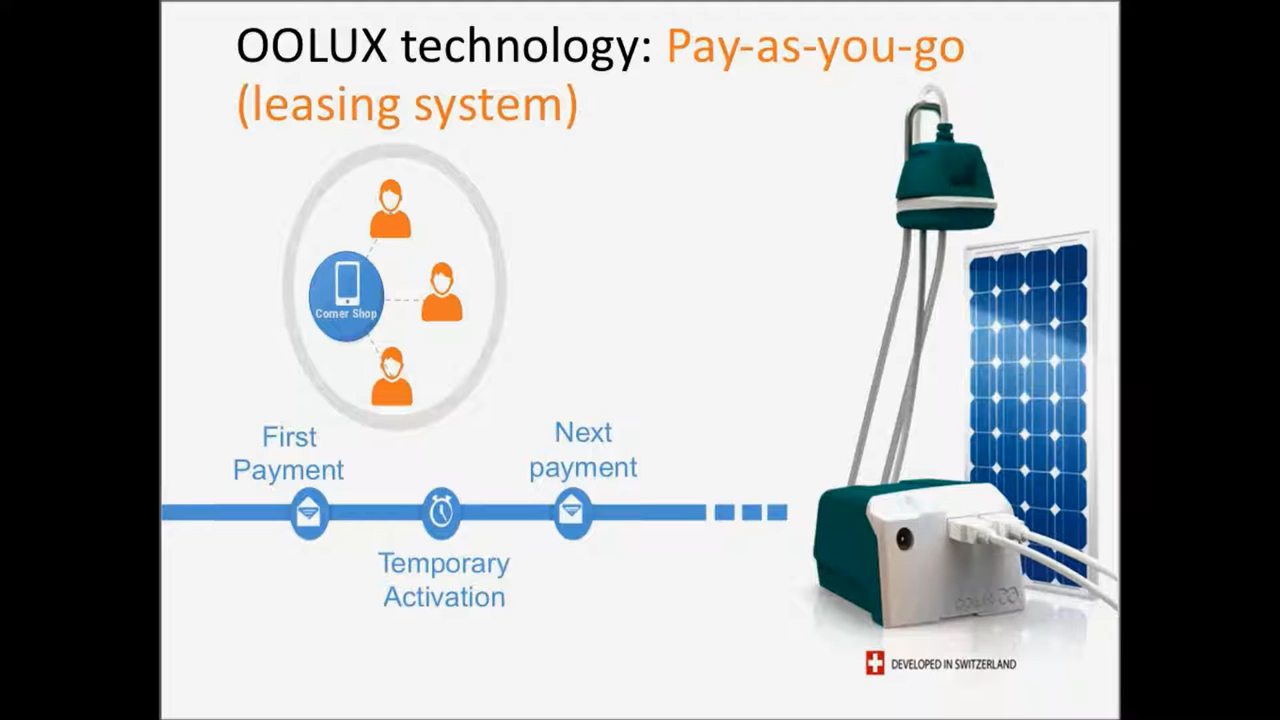 OOLUX technology: Pay-as-you-go
(leasing system)
Corner Shop
First
Payment
Next
payment
Temporary
Activation
OOLUX
DEVELOPED IN SWITZERLAND